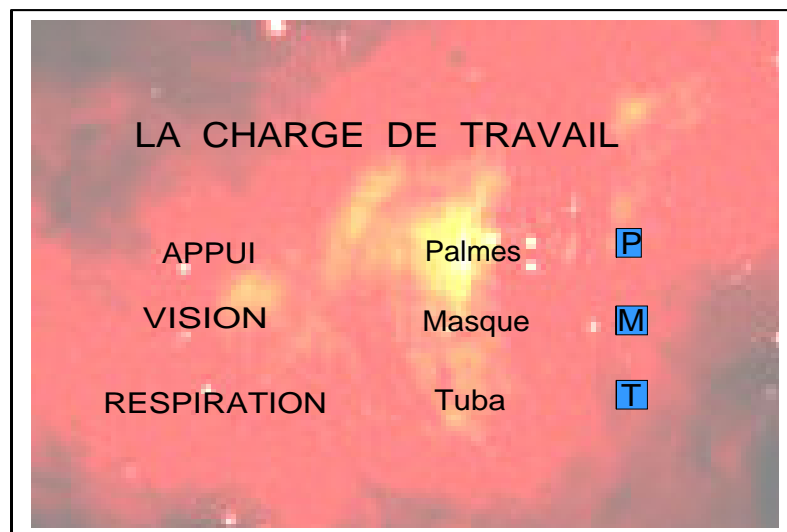 LA CHARGE DE TRAVAIL
APPUI Palmes P
VISION Masque M
RESPIRATION Tuba T